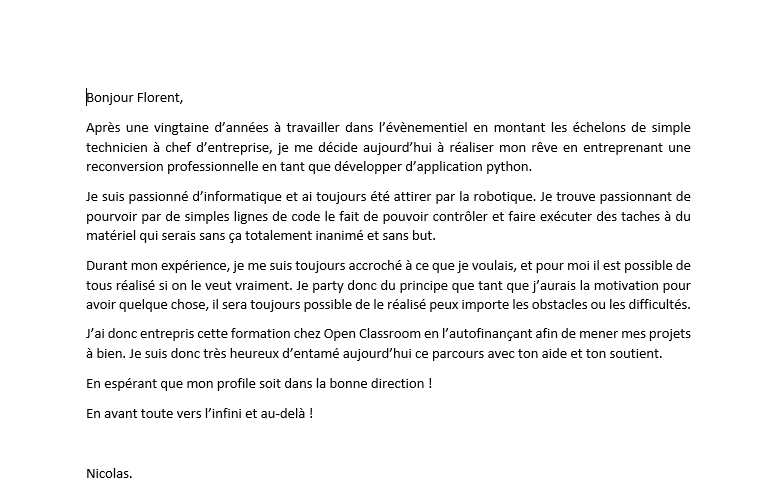 Bonjour Florent,
Après une vingtaine d’années à travailler dans l’évènementiel en montant les échelons de simple
technicien à chef d’entreprise, je me décide aujourd’hui à réaliser mon rêve en entreprenant une
reconversion professionnelle en tant que développer d’application python.
Je suis passionné d’informatique et ai toujours été attirer par la robotique. Je trouve passionnant de
pourvoir par de simples lignes de code le fait de pouvoir contrôler et faire exécuter des taches à du
matériel qui serais sans ça totalement inanimé et sans but.
Durant mon expérience, je me suis toujours accroché à ce que je voulais, et pour moi il est possible de
tous réalisé si on le veut vraiment. Je party donc du principe que tant que j’aurais la motivation pour
avoir quelque chose, il sera toujours possible de le réalisé peux importe les obstacles ou les difficultés.
J’ai donc entrepris cette formation chez Open Classroom en l’autofinançant afin de mener mes projets
à bien. Je suis donc très heureux d’entamé aujourd’hui ce parcours avec ton aide et ton soutient.
En espérant que mon profile soit dans la bonne direction !
En avant toute vers l’infini et au-delà !
Nicolas.